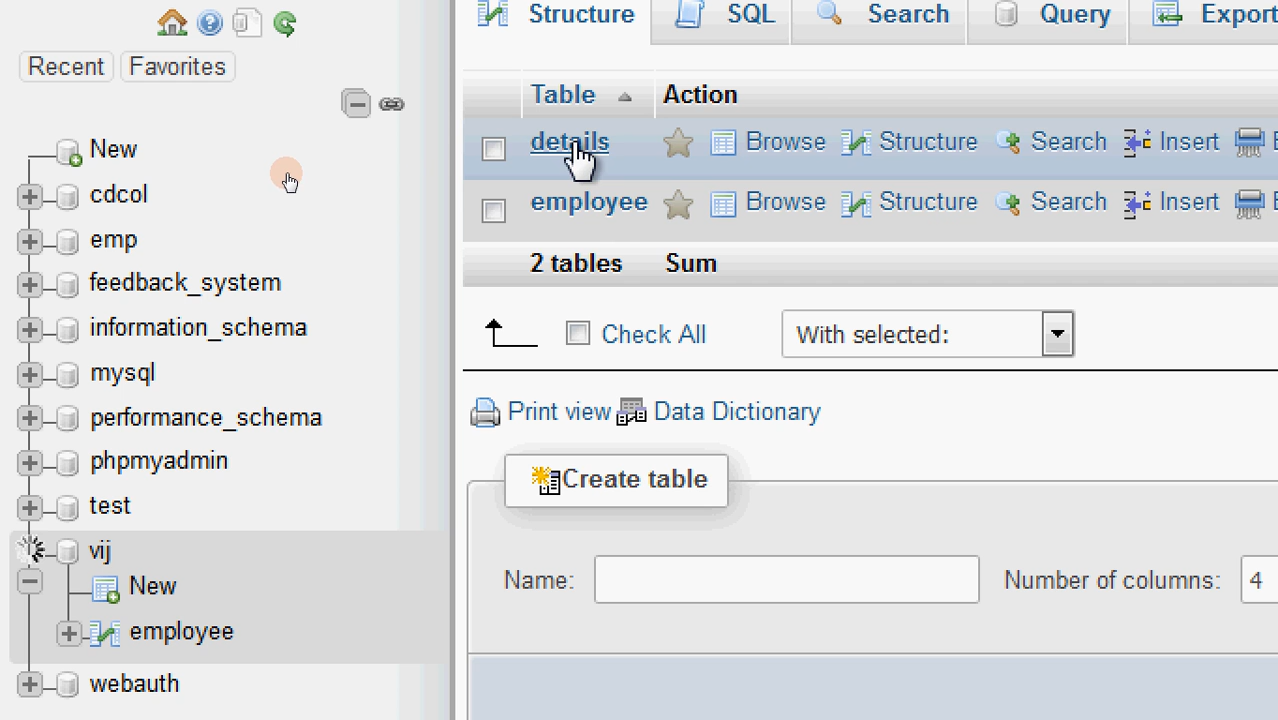 Recent Favorites
New
cdcol
emp
feedback_system
information_schema
mysql
performance_schema
phpmyadmin
test
vij
New
employee
webauth
Structure SQL Search Query Export
Table Action
details Browse Structure Search Insert E
employee Browse Structure Search Insert E
2 tables Sum
Check All With selected:
Print view Data Dictionary
Create table
Name: Number of columns: 4